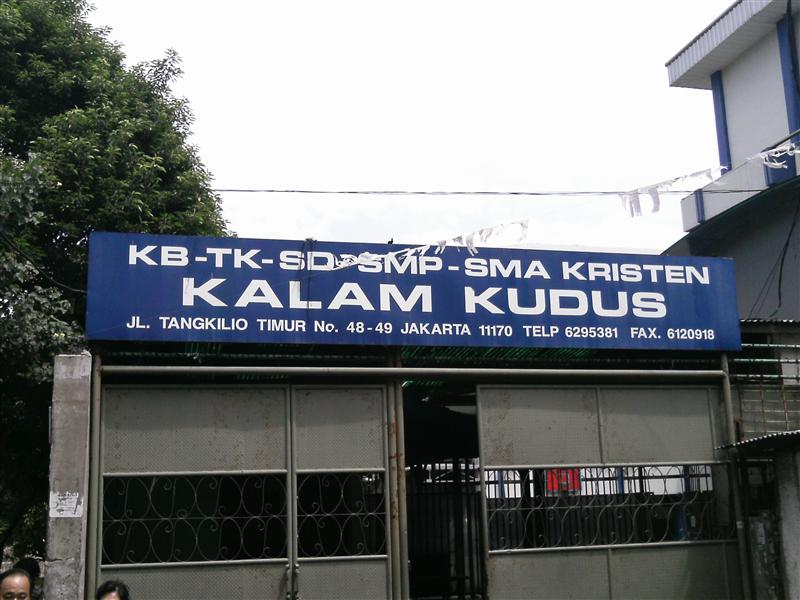 KB-TK-SD-SMP-SMA KRISTEN
KALAM KUDUS
JL. TANGKILIO TIMUR No. 48-49 JAKARTA 11170 TELP 6295381 FAX. 6120918